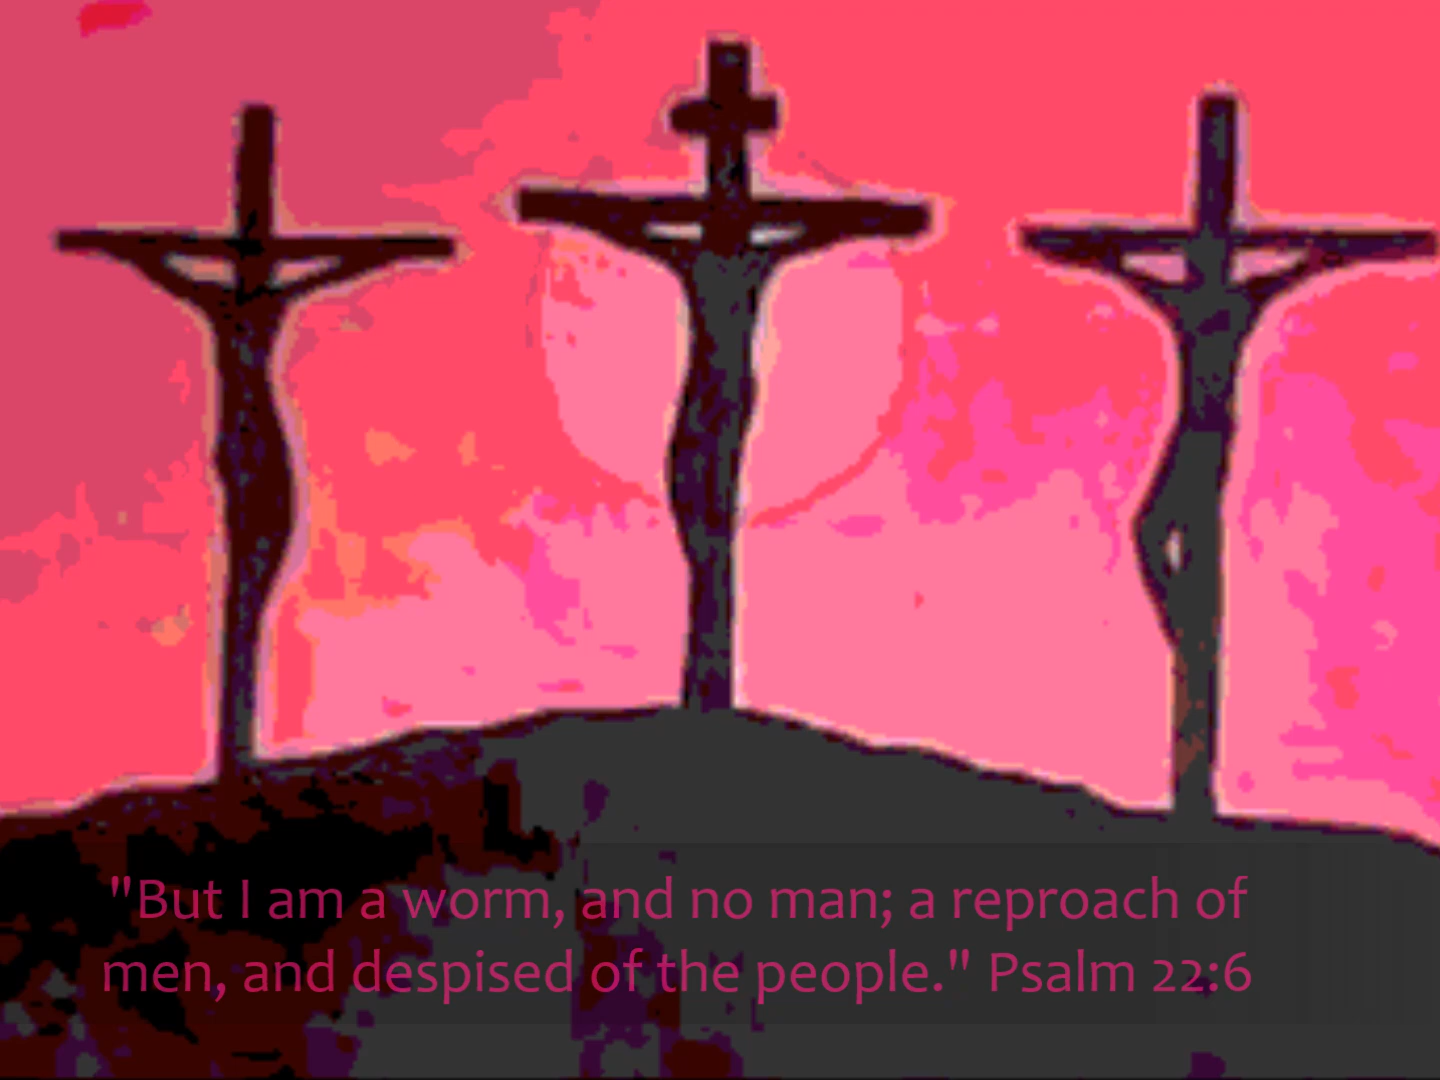 "But I am a worm, and no man; a reproach of
men, and despised of the people." Psalm 22:6